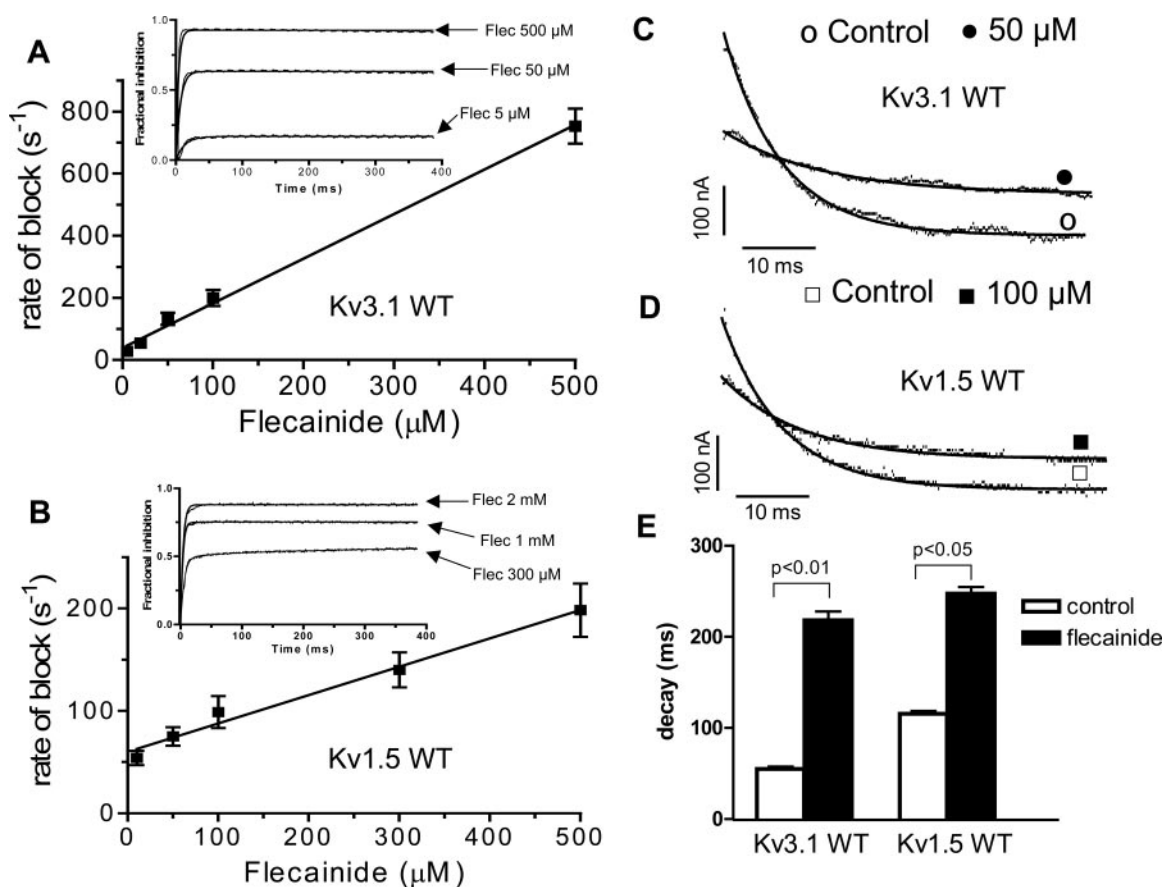 A
rate of block (s⁻¹)
800
600
400
200
0
Fractional inhibition
1.0
0.5
0.0
0 100 200 300 400
Time (ms)
Flec 500 μM
Flec 50 μM
Flec 5 μM
Kv3.1 WT
0 100 200 300 400 500
Flecainide (μM)
B
rate of block (s⁻¹)
200
100
0
Fractional inhibition
1.0
0.5
0.0
0 100 200 300 400
Time (ms)
Flec 2 mM
Flec 1 mM
Flec 300 μM
Kv1.5 WT
0 100 200 300 400 500
Flecainide (μM)
C
o Control ● 50 μM
Kv3.1 WT
100 nA
10 ms
D
□ Control ■ 100 μM
Kv1.5 WT
100 nA
10 ms
E
decay (ms)
300
200
100
0
p<0.01
p<0.05
control
flecainide
Kv3.1 WT Kv1.5 WT